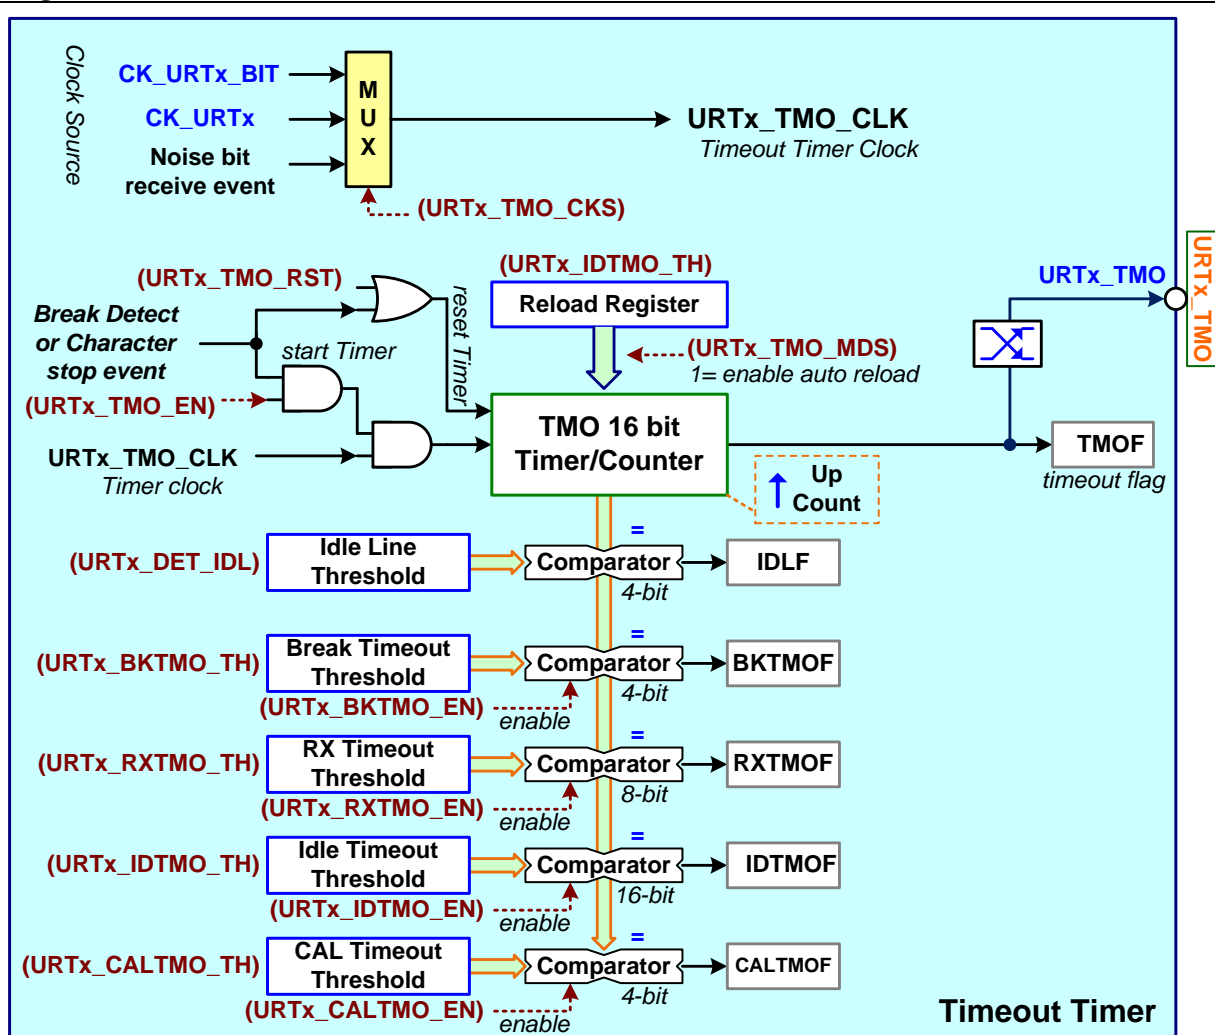 Clock Source
CK_URTx_BIT
CK_URTx
Noise bit
receive event
M
U
X
URTx_TMO_CLK
Timeout Timer Clock
(URTx_TMO_CKS)
(URTx_TMO_RST)
Break Detect
or Character
stop event
start Timer
reset Timer
(URTx_TMO_EN)
URTx_TMO_CLK
Timer clock
(URTx_IDTMO_TH)
Reload Register
(URTx_TMO_MDS)
1= enable auto reload
TMO 16 bit
Timer/Counter
Up
Count
URTx_TMO
URTx_TMO
TMOF
timeout flag
(URTx_DET_IDL)
Idle Line
Threshold
=
Comparator
4-bit
IDLF
(URTx_BKTMO_TH)
Break Timeout
Threshold
=
Comparator
4-bit
BKTMOF
(URTx_BKTMO_EN)
enable
(URTx_RXTMO_TH)
RX Timeout
Threshold
=
Comparator
8-bit
RXTMOF
(URTx_RXTMO_EN)
enable
(URTx_IDTMO_TH)
Idle Timeout
Threshold
=
Comparator
16-bit
IDTMOF
(URTx_IDTMO_EN)
enable
(URTx_CALTMO_TH)
CAL Timeout
Threshold
=
Comparator
4-bit
CALTMOF
(URTx_CALTMO_EN)
enable
Timeout Timer